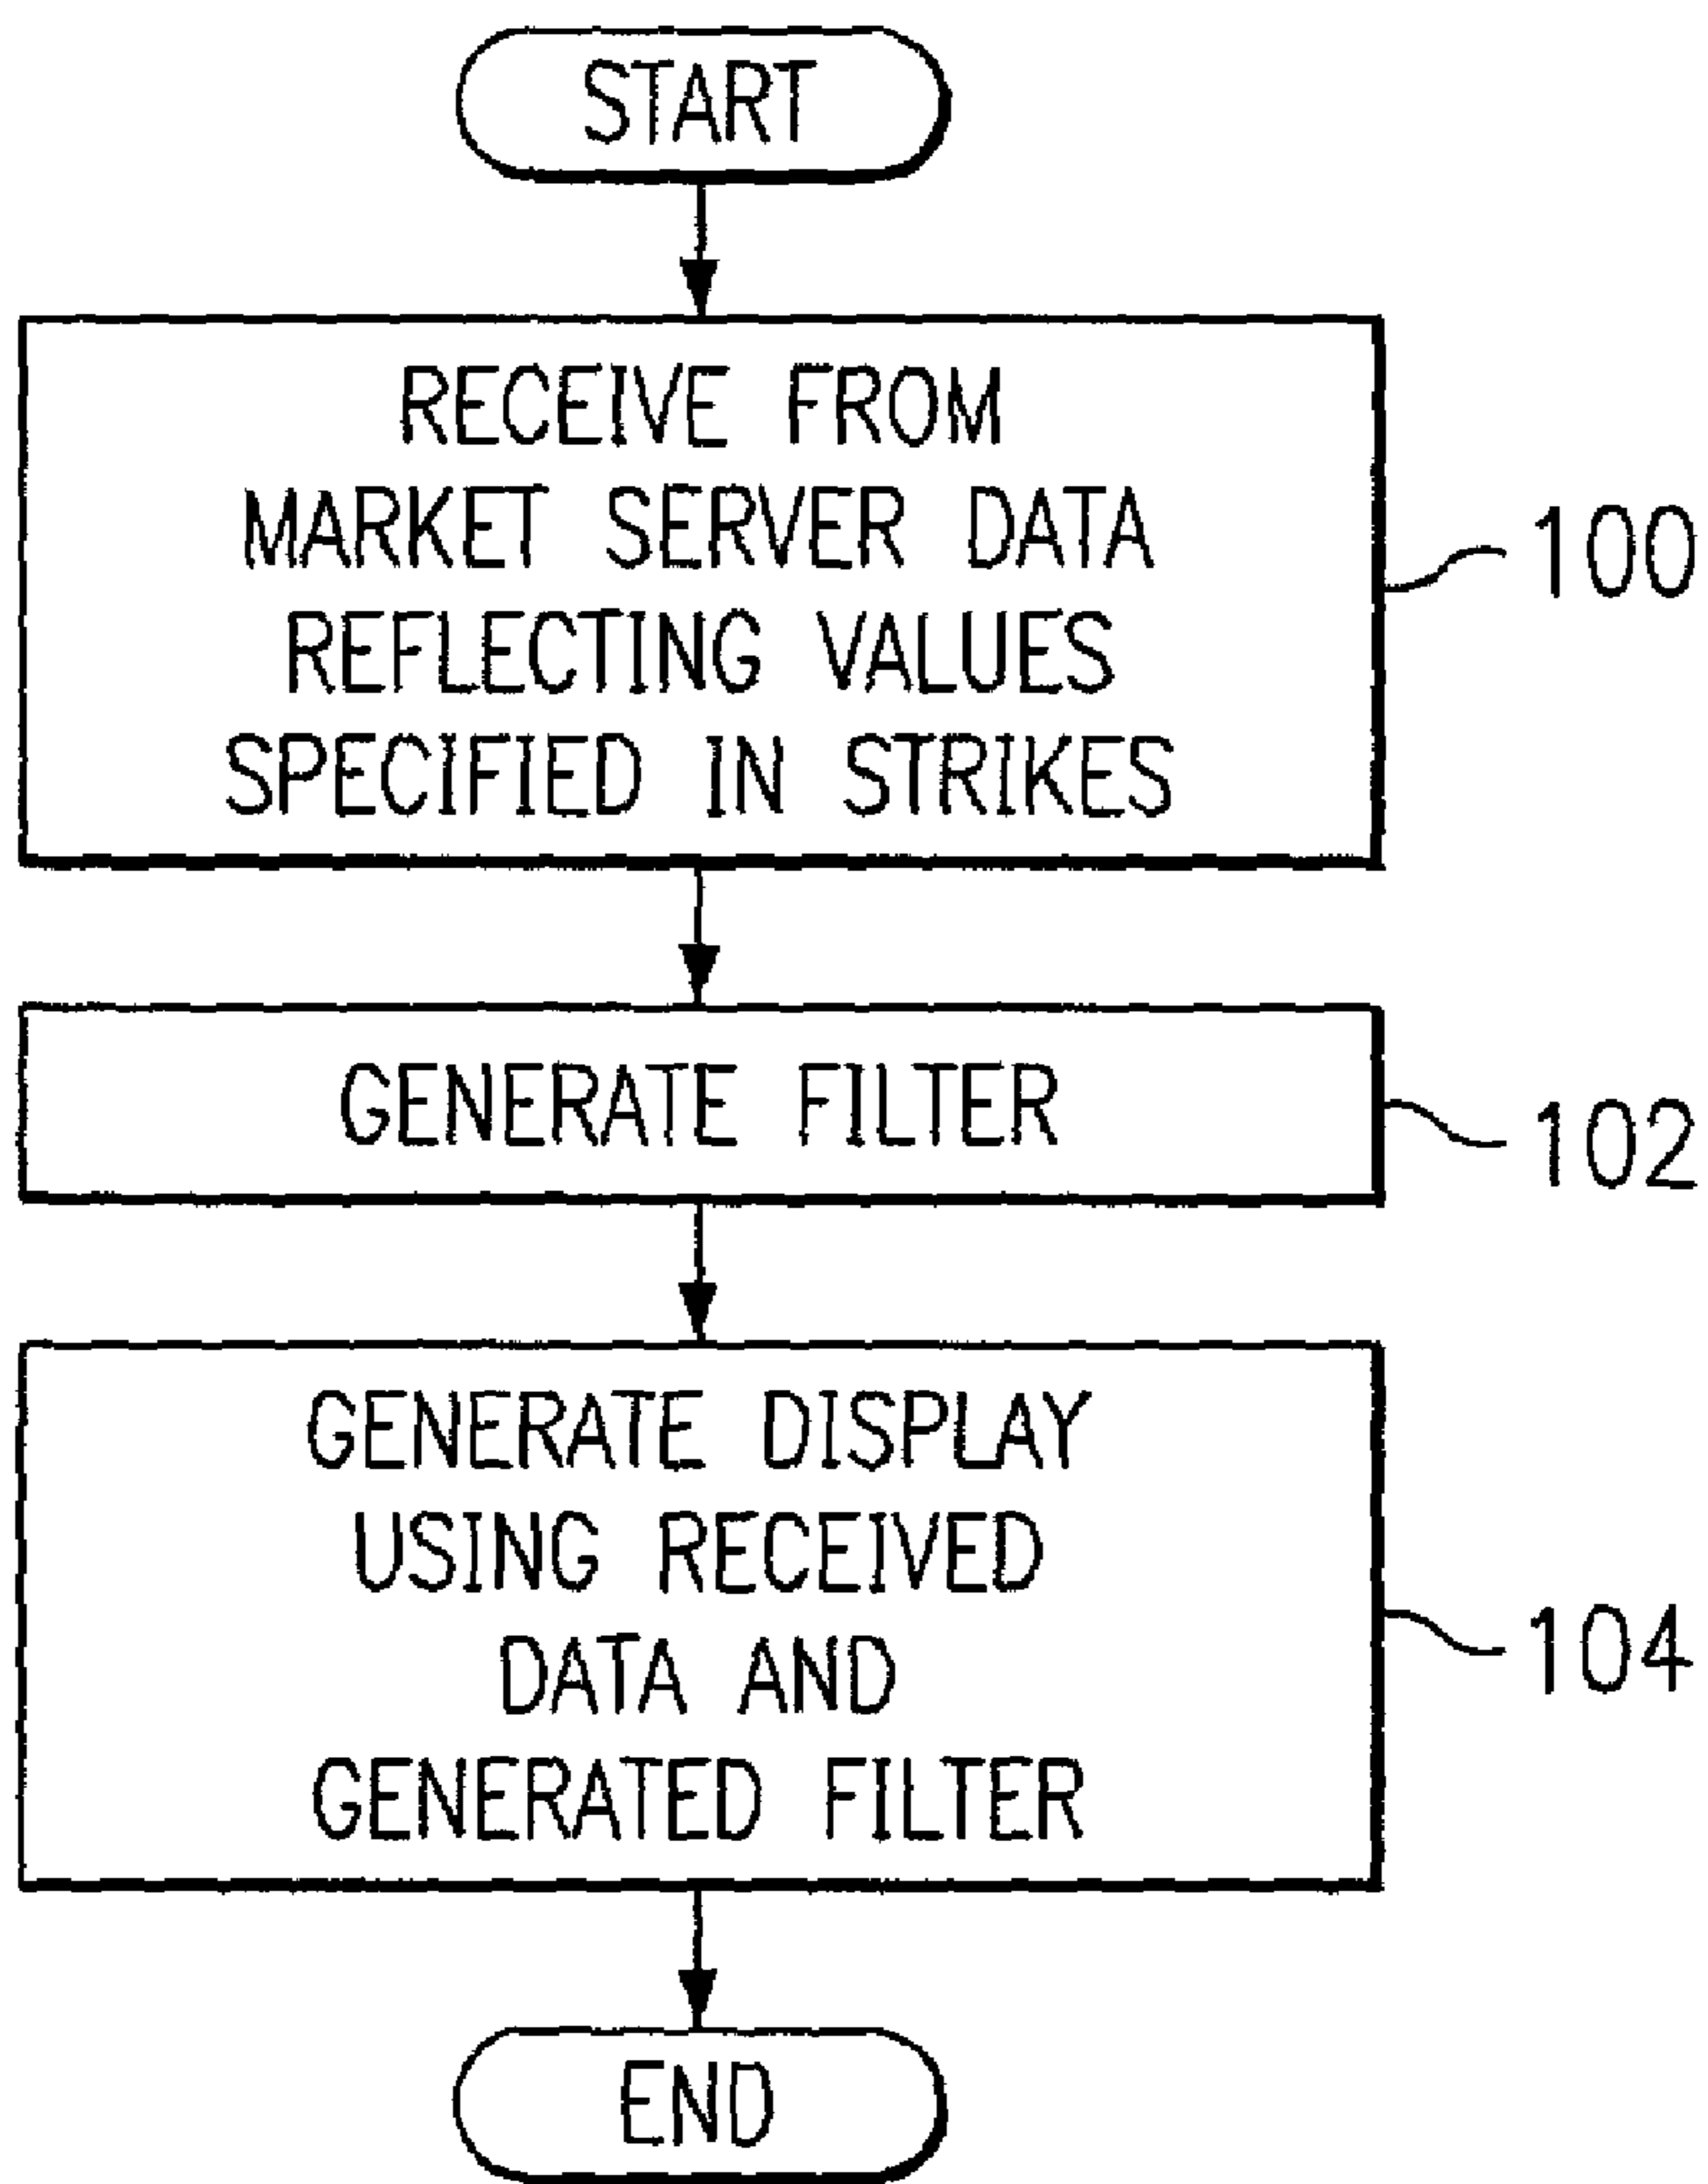 START
RECEIVE FROM
MARKET SERVER DATA
REFLECTING VALUES
SPECIFIED IN STRIKES
100
GENERATE FILTER
102
GENERATE DISPLAY
USING RECEIVED
DATA AND
GENERATED FILTER
104
END